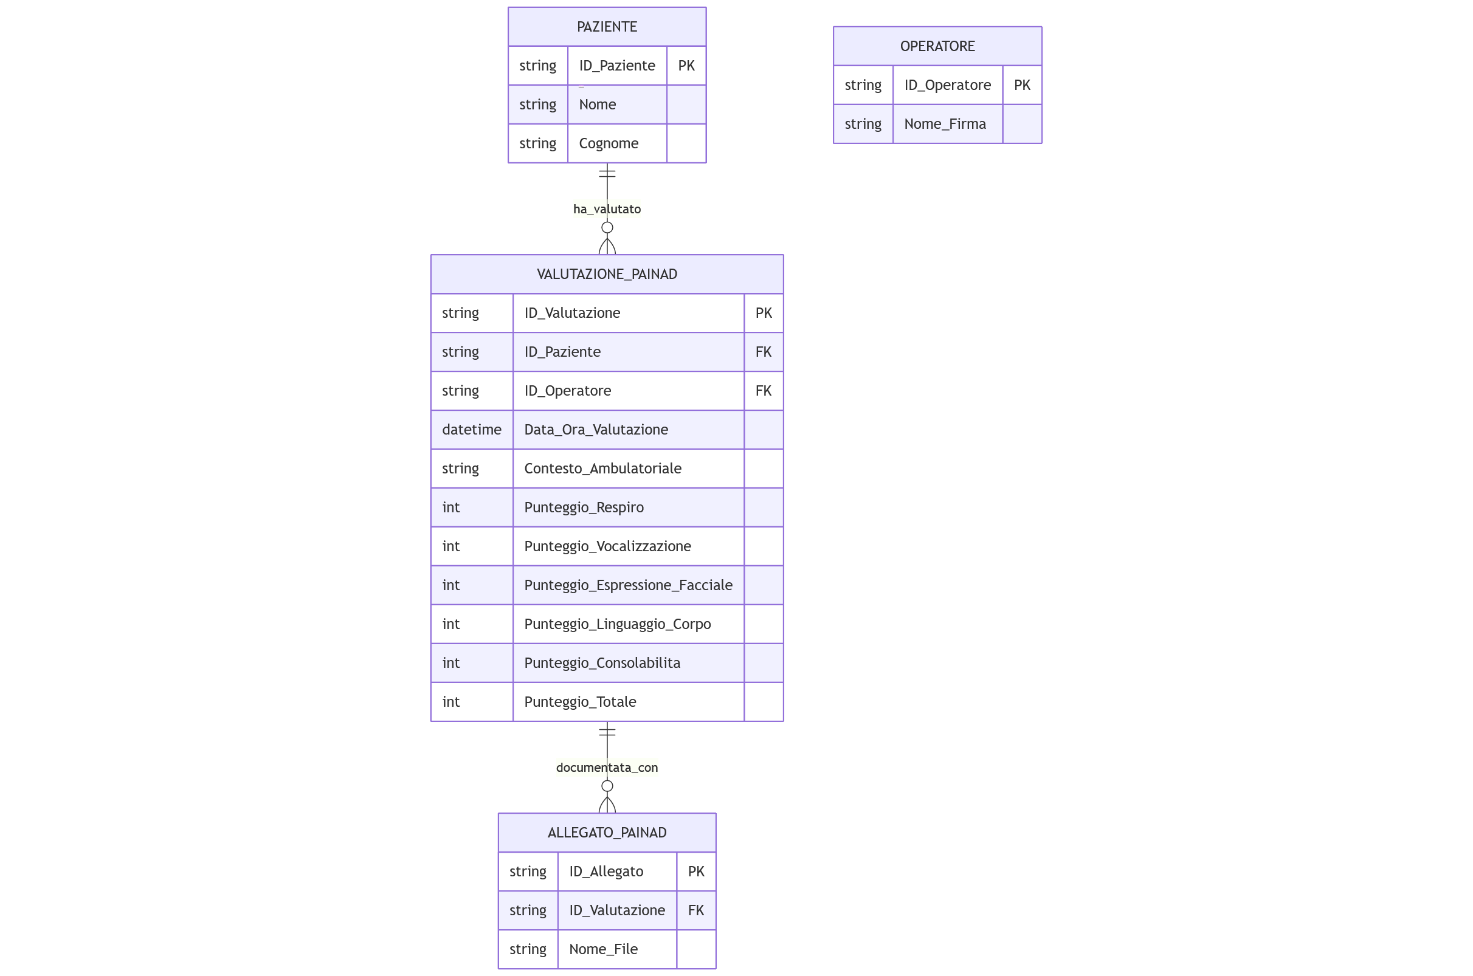 PAZIENTE
string ID_Paziente PK
string Nome
string Cognome
OPERATORE
string ID_Operatore PK
string Nome_Firma
ha_valutato
VALUTAZIONE_PAINAD
string ID_Valutazione PK
string ID_Paziente FK
string ID_Operatore FK
datetime Data_Ora_Valutazione
string Contesto_Ambulatoriale
int Punteggio_Respiro
int Punteggio_Vocalizzazione
int Punteggio_Espressione_Facciale
int Punteggio_Linguaggio_Corpo
int Punteggio_Consolabilita
int Punteggio_Totale
documentata_con
ALLEGATO_PAINAD
string ID_Allegato PK
string ID_Valutazione FK
string Nome_File